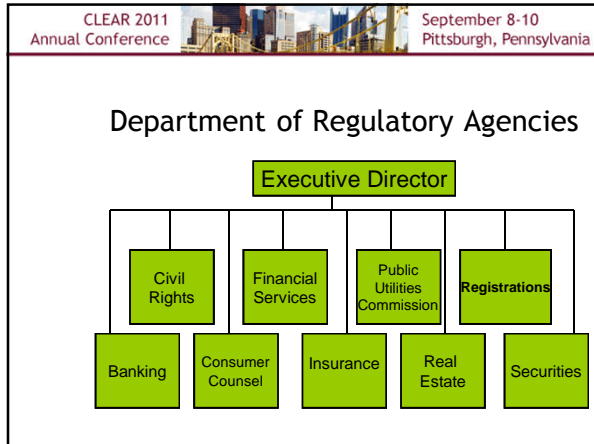 CLEAR 2011
Annual Conference
September 8-10
Pittsburgh, Pennsylvania
Department of Regulatory Agencies
Executive Director
Civil
Rights
Financial
Services
Public
Utilities
Commission
Registrations
Banking
Consumer
Counsel
Insurance
Real
Estate
Securities